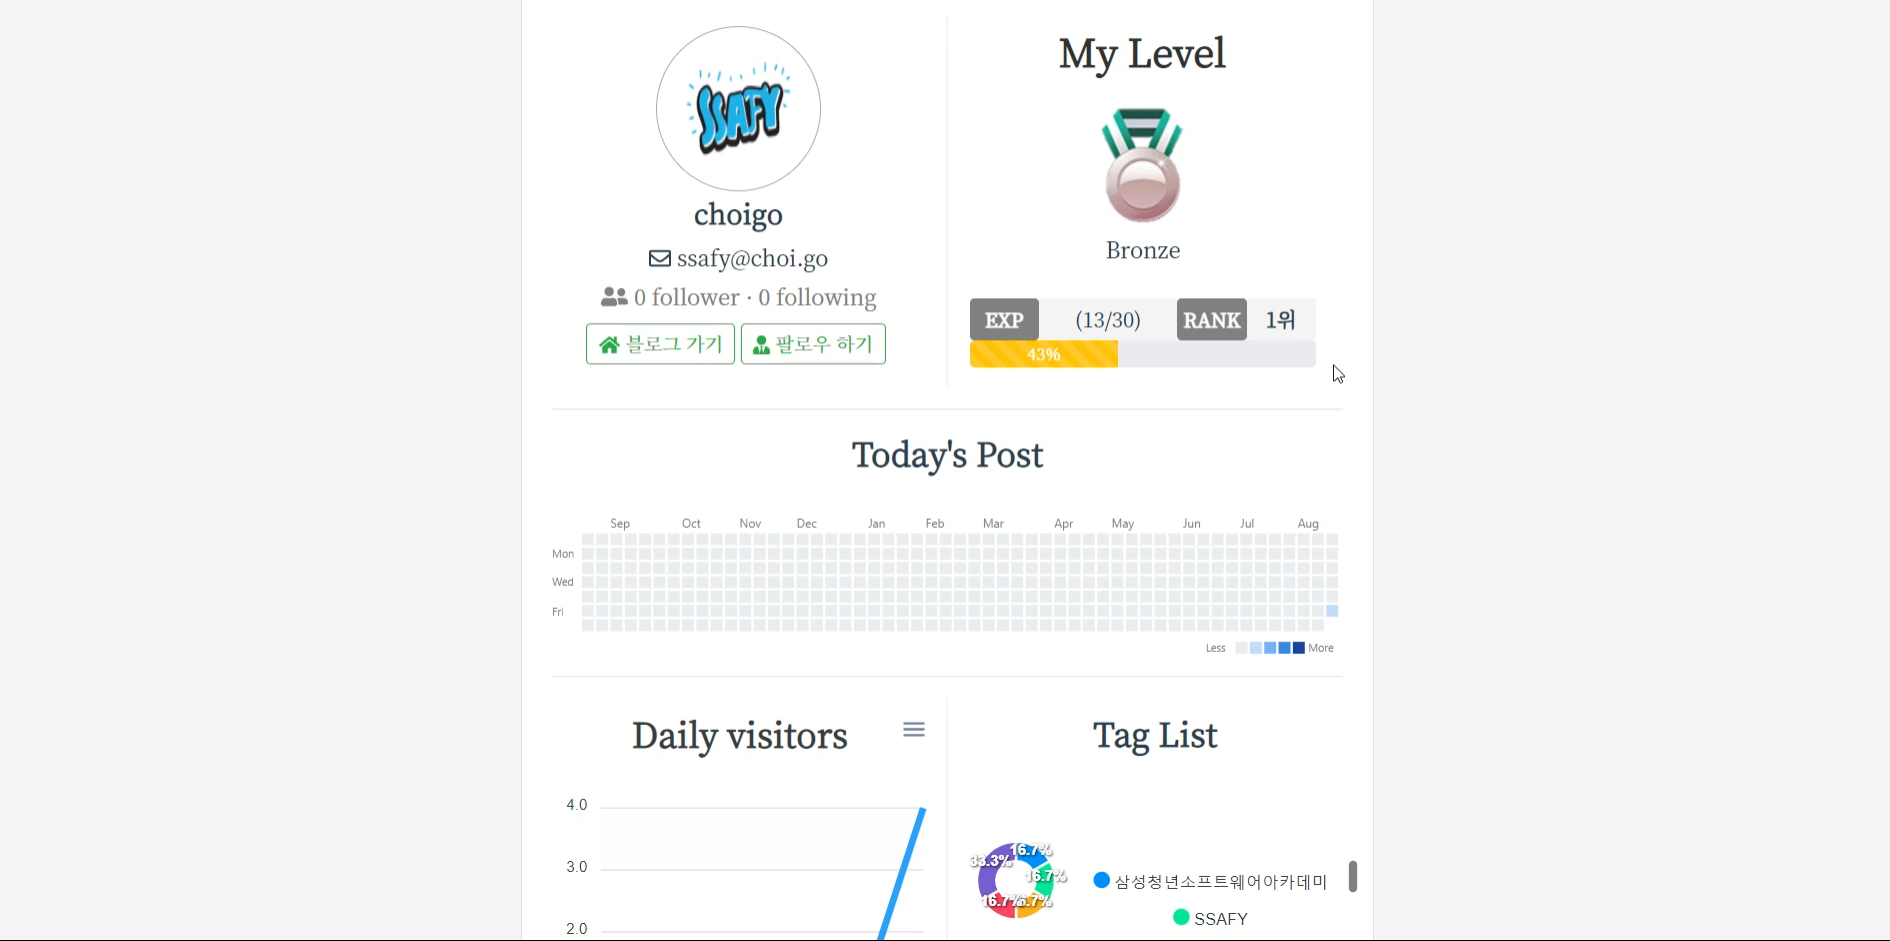 SSAFY
choigo
ssafy@choi.go
0 follower · 0 following
블로그 가기
팔로우 하기
My Level
Bronze
EXP (13/30) RANK 1위
43%
Today's Post
Sep Oct Nov Dec Jan Feb Mar Apr May Jun Jul Aug
Mon
Wed
Fri
Less More
Daily visitors
4.0
3.0
2.0
Tag List
16.7%
33.3%
16.7%
16.7%
삼성청년소프트웨어아카데미
SSAFY